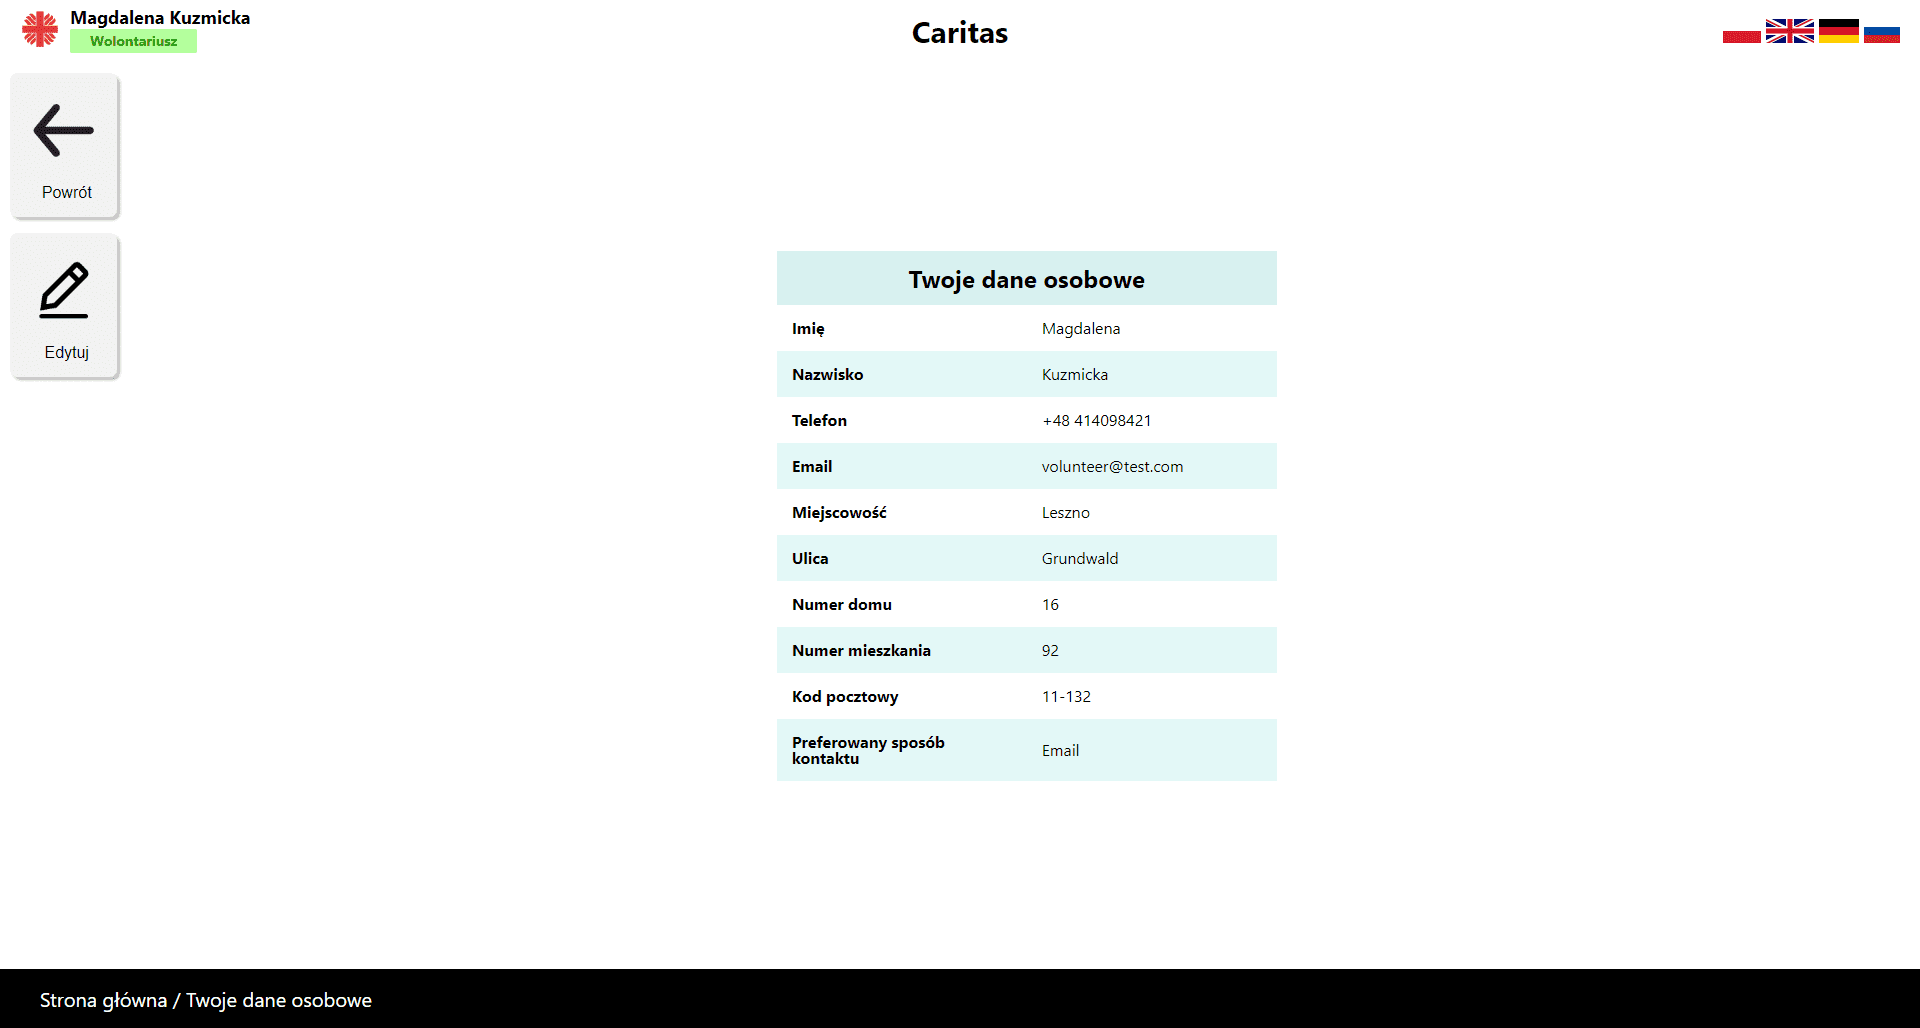 Magdalena Kuzmicka
Wolontariusz
Caritas
Powrót
Edytuj
Twoje dane osobowe
Imię Magdalena
Nazwisko Kuzmicka
Telefon +48 414098421
Email volunteer@test.com
Miejscowość Leszno
Ulica Grundwald
Numer domu 16
Numer mieszkania 92
Kod pocztowy 11-132
Preferowany sposób
kontaktu Email
Strona główna / Twoje dane osobowe